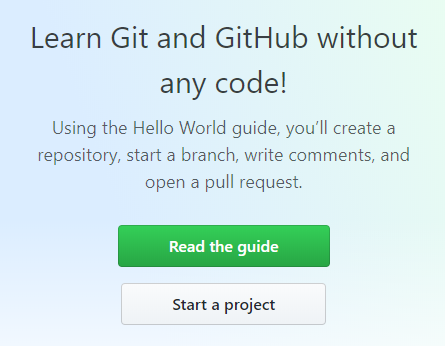 Learn Git and GitHub without
any code!
Using the Hello World guide, you’ll create a
repository, start a branch, write comments, and
open a pull request.
Read the guide
Start a project